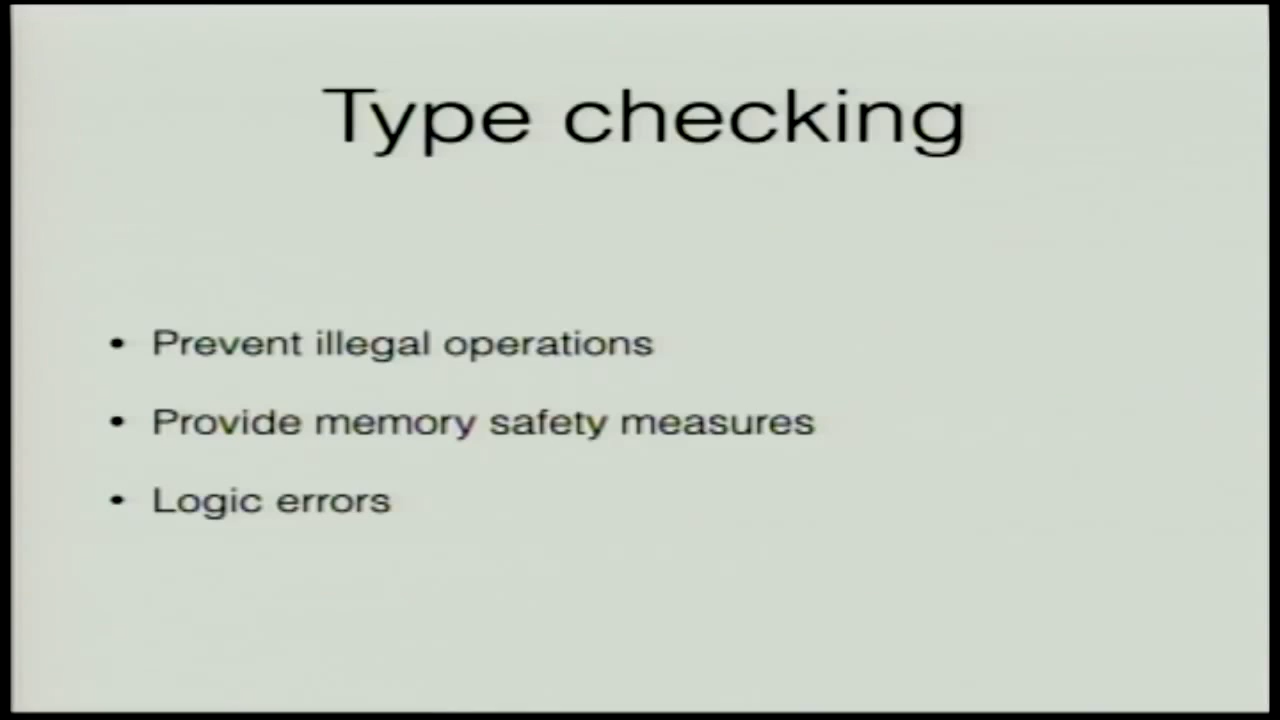 Type checking
• Prevent illegal operations
• Provide memory safety measures
• Logic errors